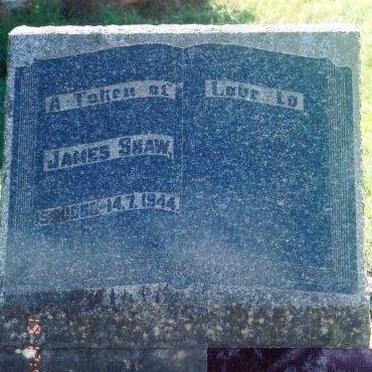 A Token of Love to
JAMES SHAW,
14.7.1944